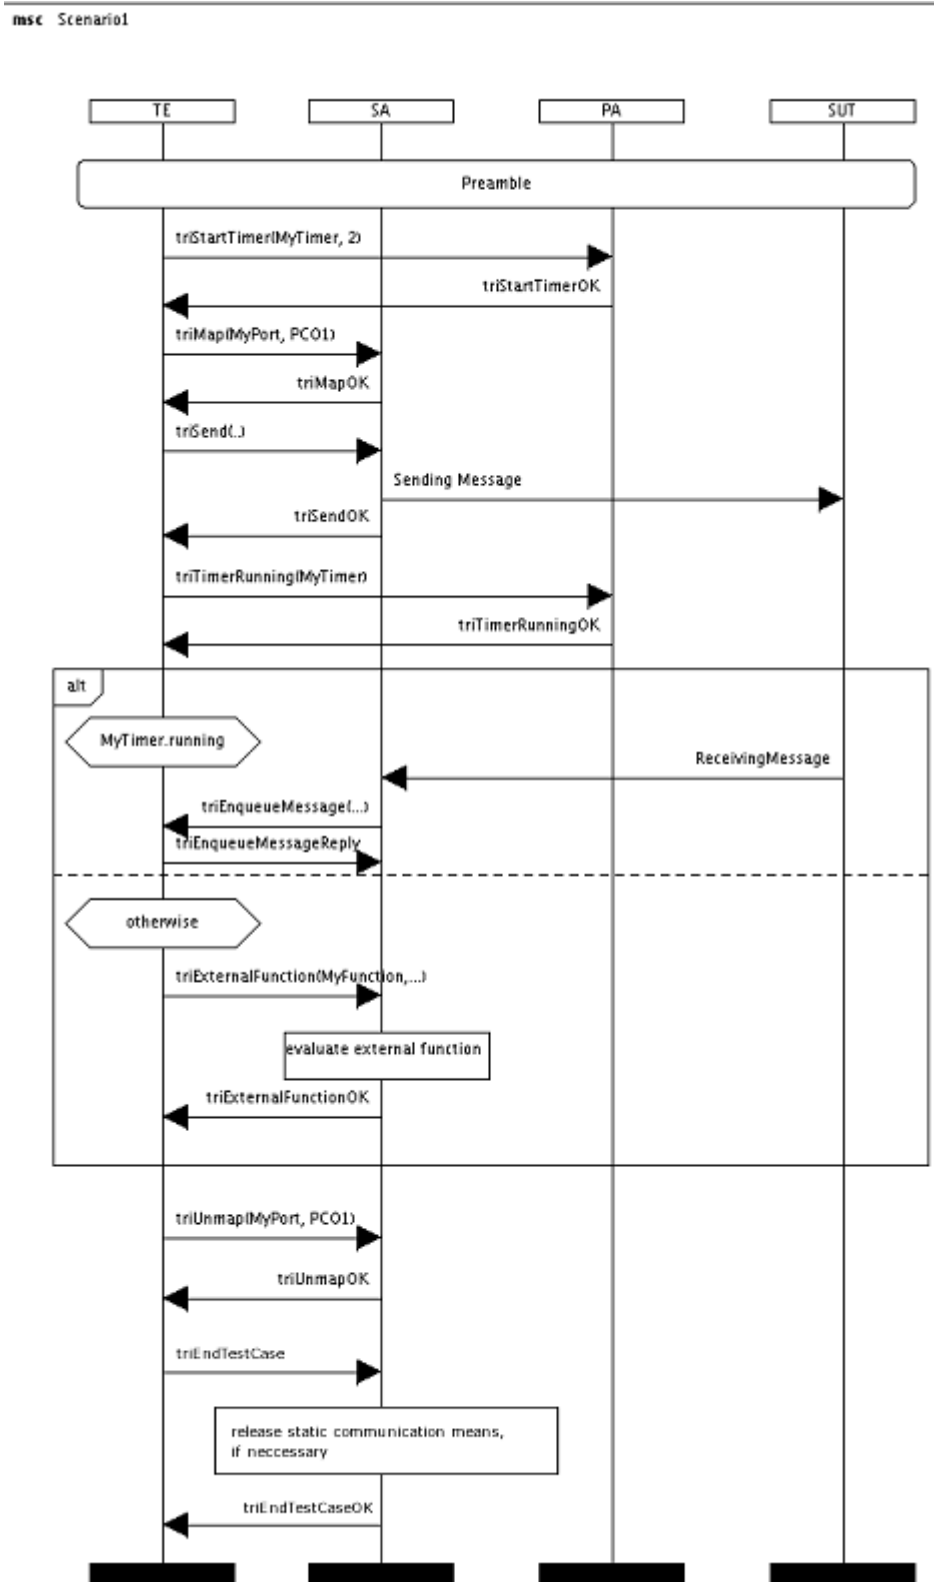 msc Scenario1
TE SA PA SUT
Preamble
triStartTimer(MyTimer, 2)
triStartTimerOK
triMap(MyPort, PCO1)
triMapOK
triSend(..)
Sending Message
triSendOK
triTimerRunning(MyTimer)
triTimerRunningOK
alt
MyTimer.running
ReceivingMessage
triEnqueueMessage(...)
triEnqueueMessageReply
otherwise
triExternalFunction(MyFunction,...)
evaluate external function
triExternalFunctionOK
triUnmap(MyPort, PCO1)
triUnmapOK
triEndTestCase
release static communication means,
if neccessary
triEndTestCaseOK